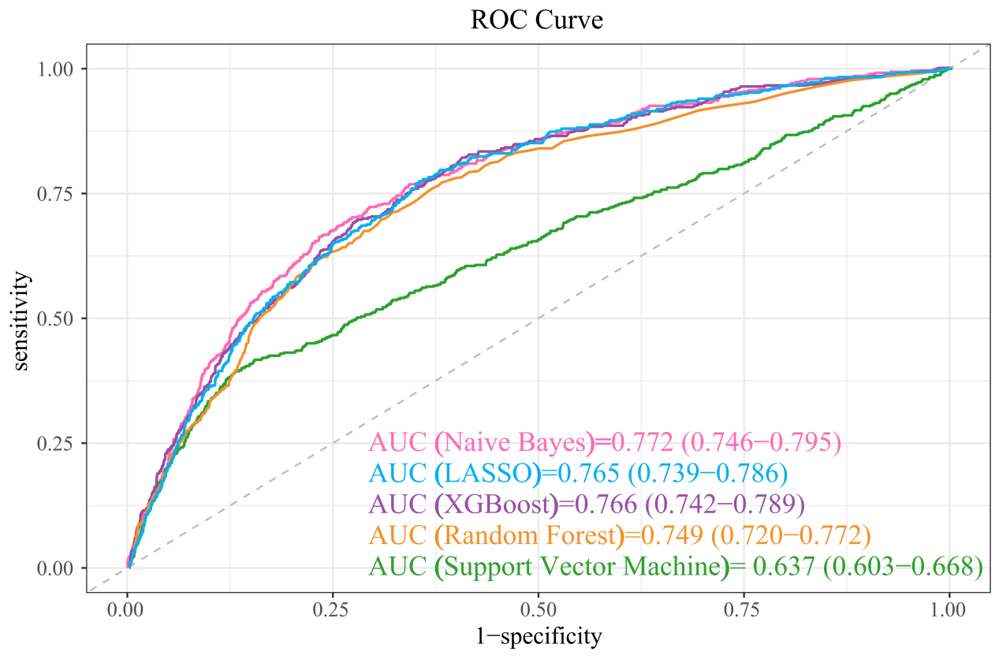 ROC Curve
1.00
0.75
0.50
0.25
0.00
sensitivity
AUC (Naive Bayes)=0.772 (0.746−0.795)
AUC (LASSO)=0.765 (0.739−0.786)
AUC (XGBoost)=0.766 (0.742−0.789)
AUC (Random Forest)=0.749 (0.720−0.772)
AUC (Support Vector Machine)= 0.637 (0.603−0.668)
0.00 0.25 0.50 0.75 1.00
1−specificity